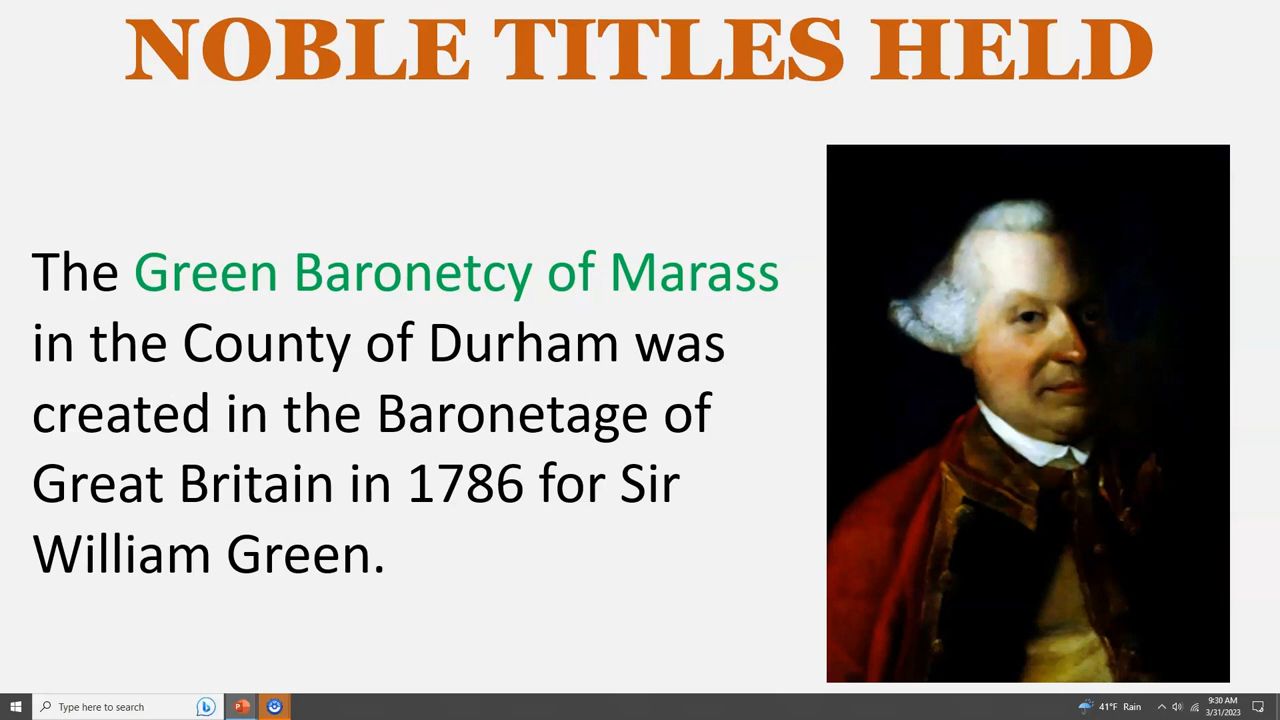 NOBLE TITLES HELD
The Green Baronetcy of Marass
in the County of Durham was
created in the Baronetage of
Great Britain in 1786 for Sir
William Green.
Type here to search
41°F Rain
9:30 AM
3/31/2023